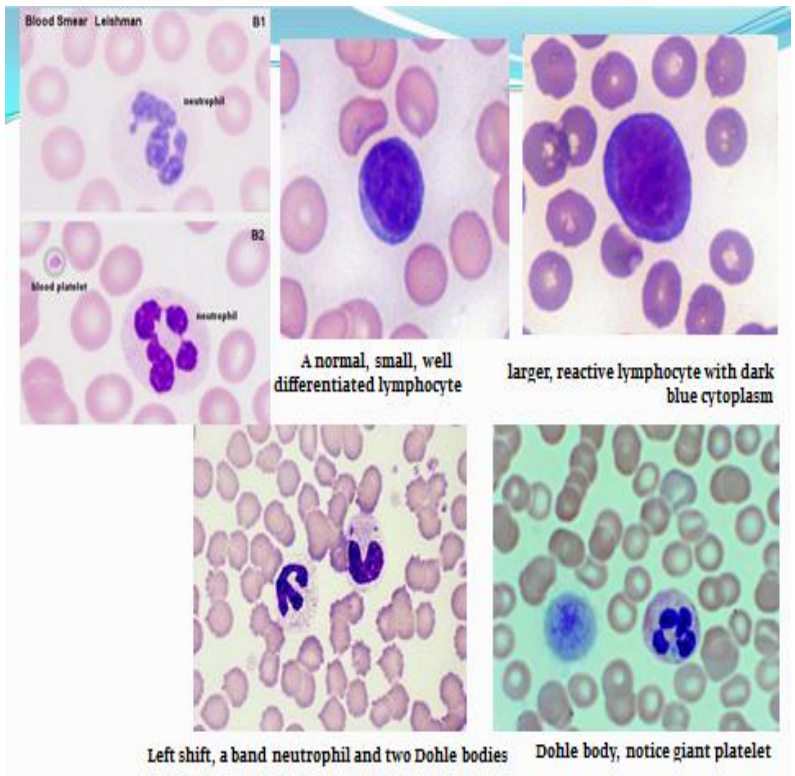 Blood Smear Leishman B1
neutrophil
B2
blood platelet
neutrophil
A normal, small, well
differentiated lymphocyte
larger, reactive lymphocyte with dark
blue cytoplasm
Left shift, a band neutrophil and two Dohle bodies
Dohle body, notice giant platelet